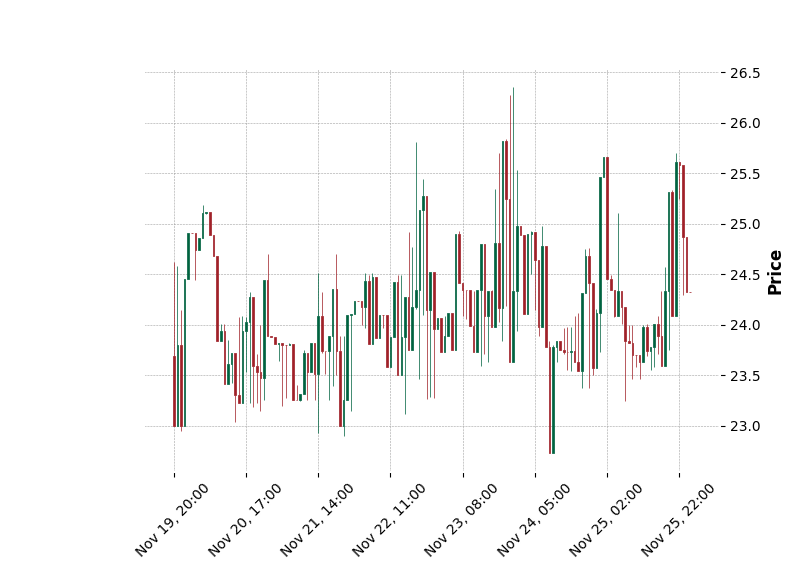 26.5
26.0
25.5
25.0
24.5
24.0
23.5
23.0
Price
Nov 19, 20:00
Nov 20, 17:00
Nov 21, 14:00
Nov 22, 11:00
Nov 23, 08:00
Nov 24, 05:00
Nov 25, 02:00
Nov 25, 22:00